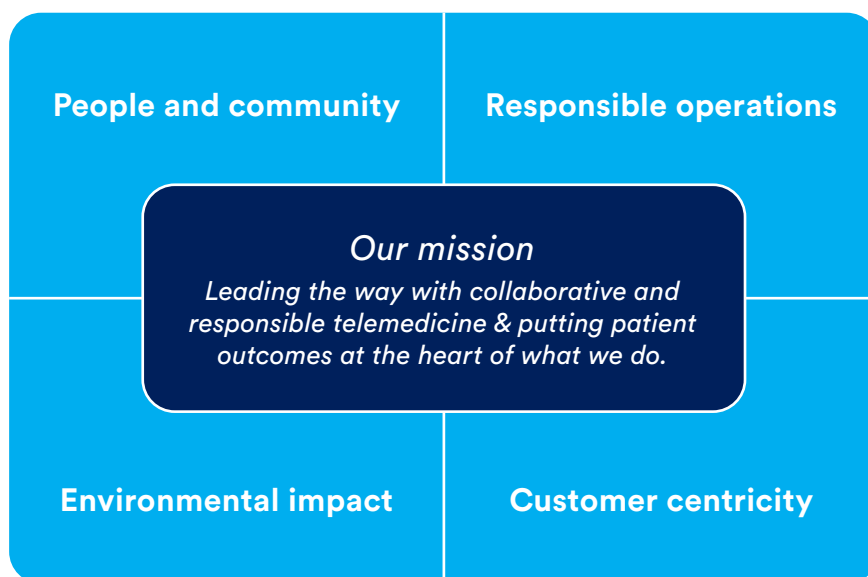 People and community
Responsible operations
Our mission
Leading the way with collaborative and
responsible telemedicine & putting patient
outcomes at the heart of what we do.
Environmental impact
Customer centricity